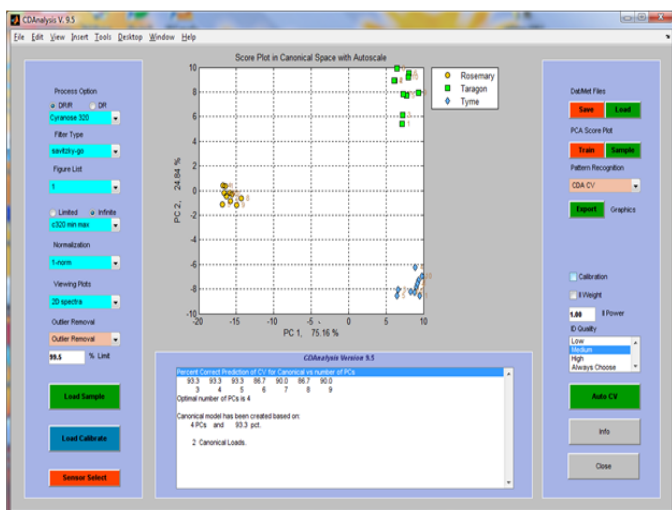 CDAnalysis V. 9.5
File Edit View Insert Tools Desktop Window Help
Process Option
DR/R DR
Cyranose 320
Filter Type
savitzky-go
Figure List
1
Limited Infinite
c320 min max
Normalization
1-norm
Viewing Plots
2D spectra
Outlier Removal
Outlier Removal
99.5 % Limit
Load Sample
Load Calibrate
Sensor Select
Score Plot in Canonical Space with Autoscale
Rosemary
Taragon
Tyme
PC 2, 24.84 %
10
8
6
4
2
0
-2
-4
-6
-8
-10
-20 -15 -10 -5 0 5 10
PC 1, 75.16 %
CDAnalysis Version 9.5
Percent Correct Prediction of CV for Canonical vs number of PCs
93.3 93.3 93.3 86.7 90.0 86.7 90.0
3 4 5 6 7 8 9
Optimal number of PCs is 4
Canonical model has been created based on:
4 PCs and 93.3 pct.
2 Canonical Loads.
Dat/Met Files
Save Load
PCA Score Plot
Train Sample
Pattern Recognition
CDA CV
Export Graphics
Calibration
II Weight
1.00 II Power
ID Quality
Low
Medium
High
Always Choose
Auto CV
Info
Close